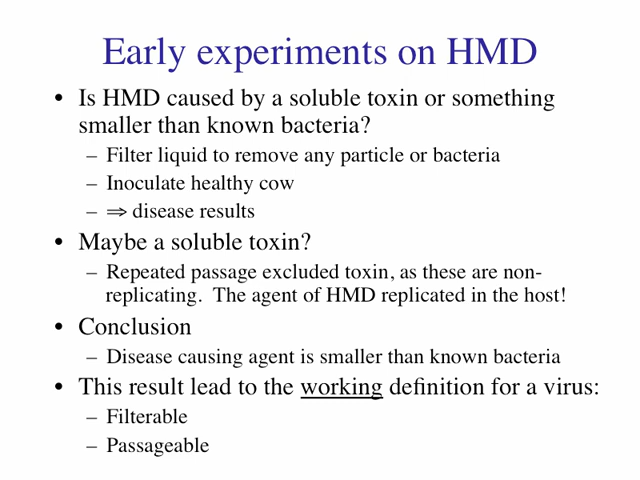 Early experiments on HMD
• Is HMD caused by a soluble toxin or something
smaller than known bacteria?
– Filter liquid to remove any particle or bacteria
– Inoculate healthy cow
– ⇒ disease results
• Maybe a soluble toxin?
– Repeated passage excluded toxin, as these are non-
replicating. The agent of HMD replicated in the host!
• Conclusion
– Disease causing agent is smaller than known bacteria
• This result lead to the working definition for a virus:
– Filterable
– Passageable